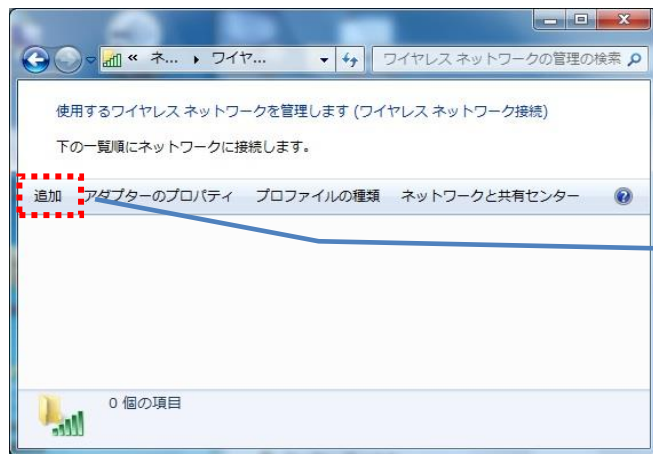 « ネ... ▸ ワイヤ... ワイヤレス ネットワークの管理の検索
使用するワイヤレス ネットワークを管理します (ワイヤレス ネットワーク接続)
下の一覧順にネットワークに接続します。
追加 アダプターのプロパティ プロファイルの種類 ネットワークと共有センター
0 個の項目